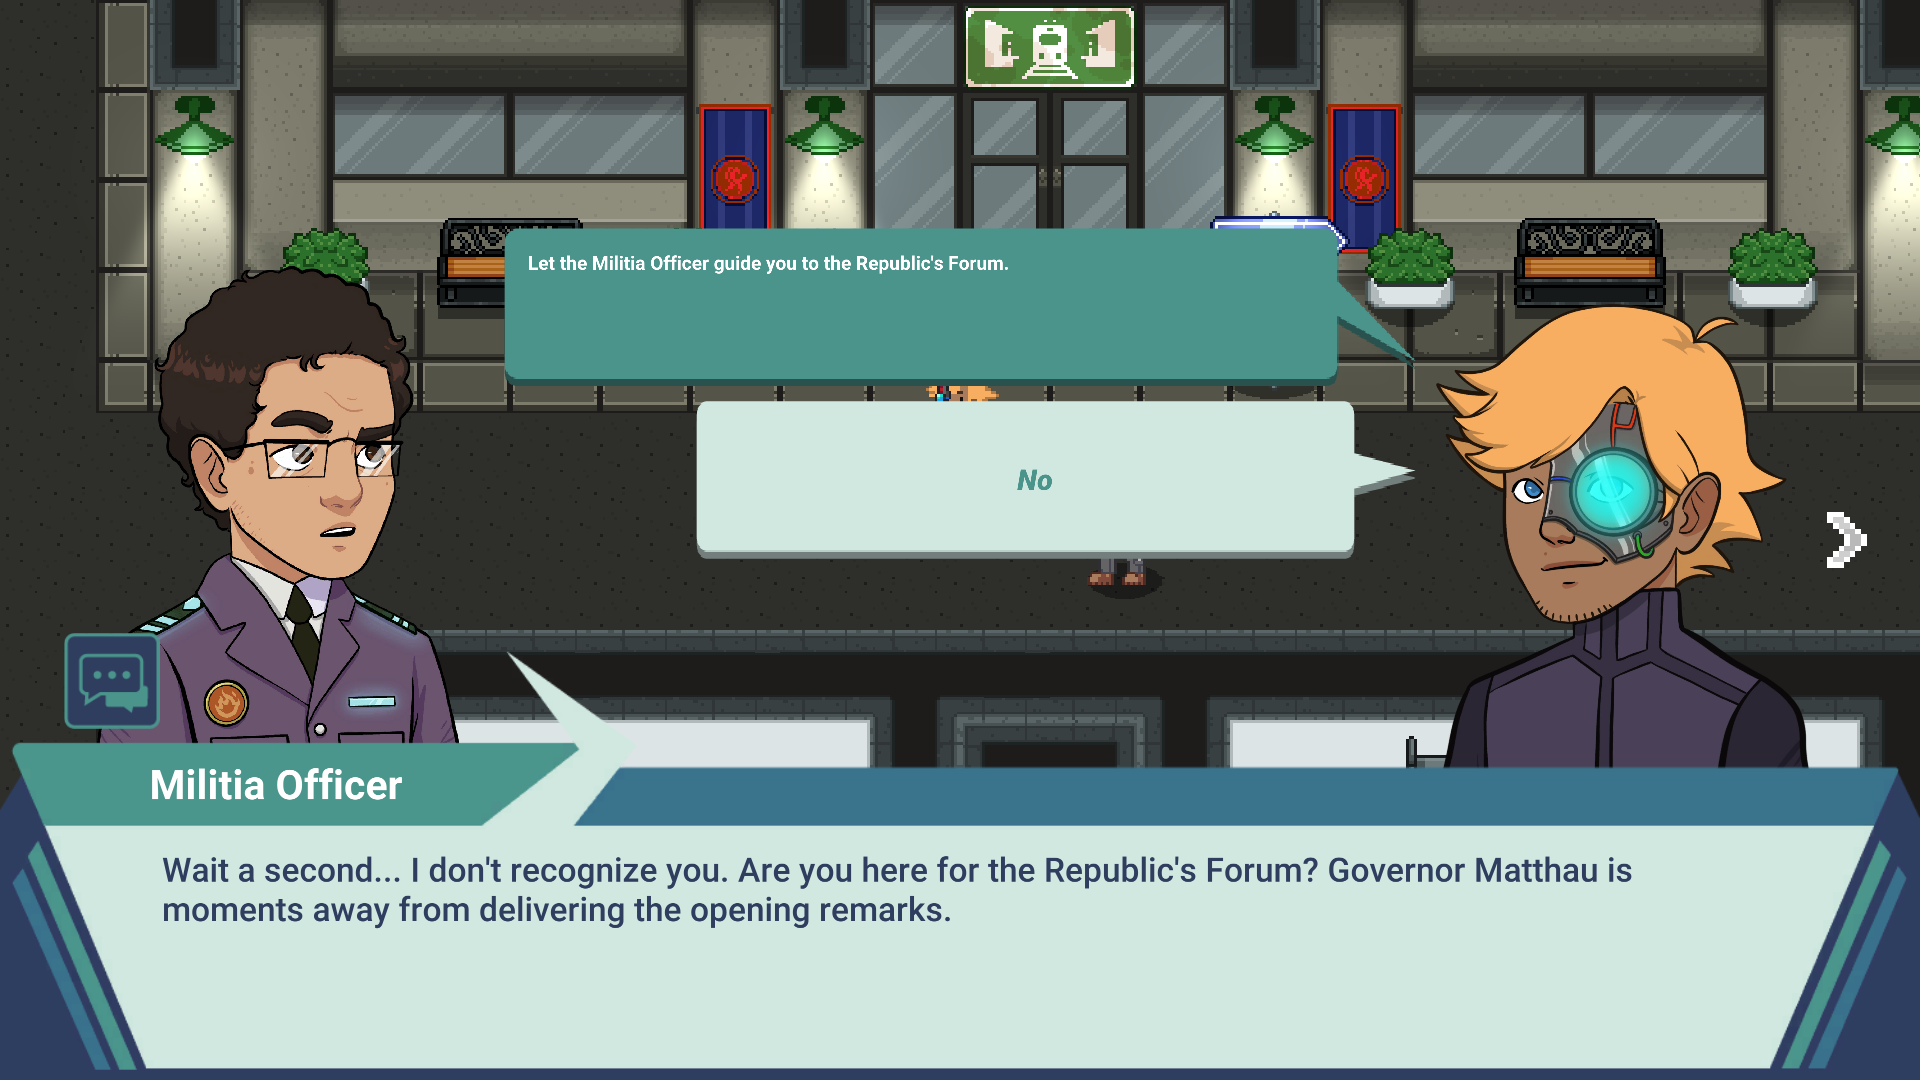 Let the Militia Officer guide you to the Republic's Forum.
No
Militia Officer
Wait a second... I don't recognize you. Are you here for the Republic's Forum? Governor Matthau is
moments away from delivering the opening remarks.